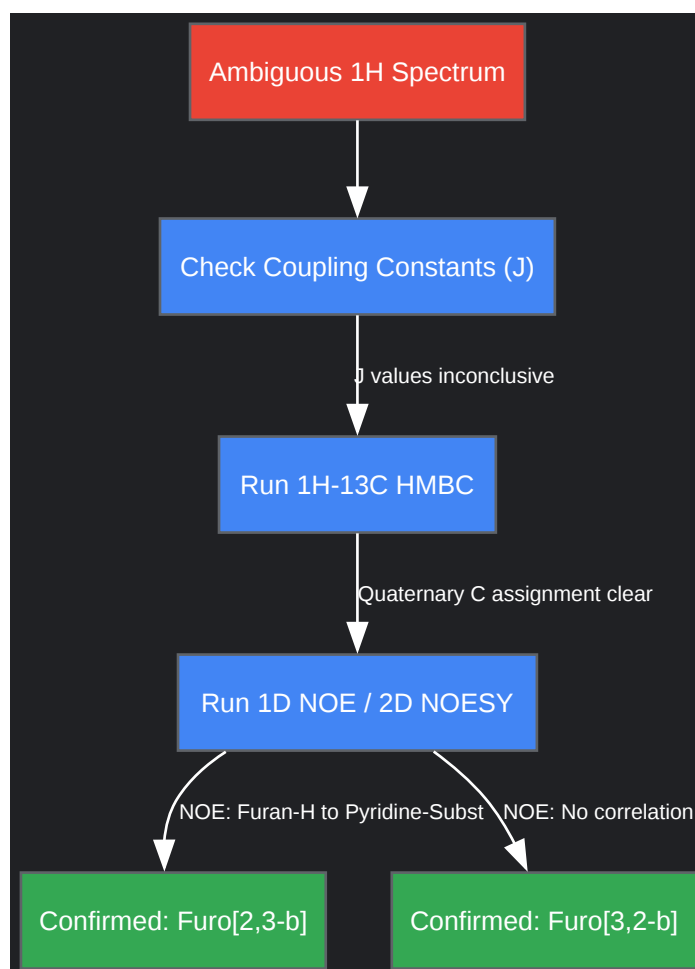 Ambiguous 1H Spectrum
Check Coupling Constants (J)
J values inconclusive
Run 1H-13C HMBC
Quaternary C assignment clear
Run 1D NOE / 2D NOESY
NOE: Furan-H to Pyridine-Subst
NOE: No correlation
Confirmed: Furo[2,3-b]
Confirmed: Furo[3,2-b]